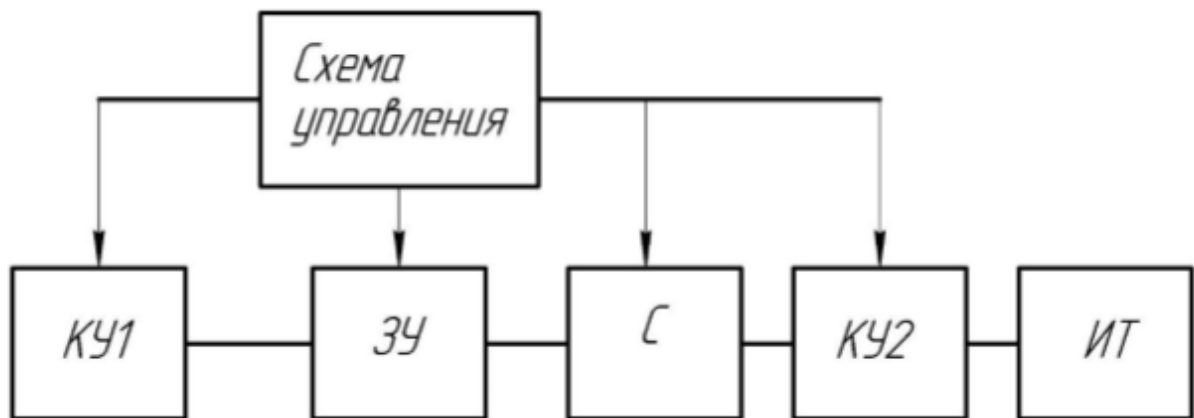 Схема
управления
КУ1
ЗУ
С
КУ2
ИТ